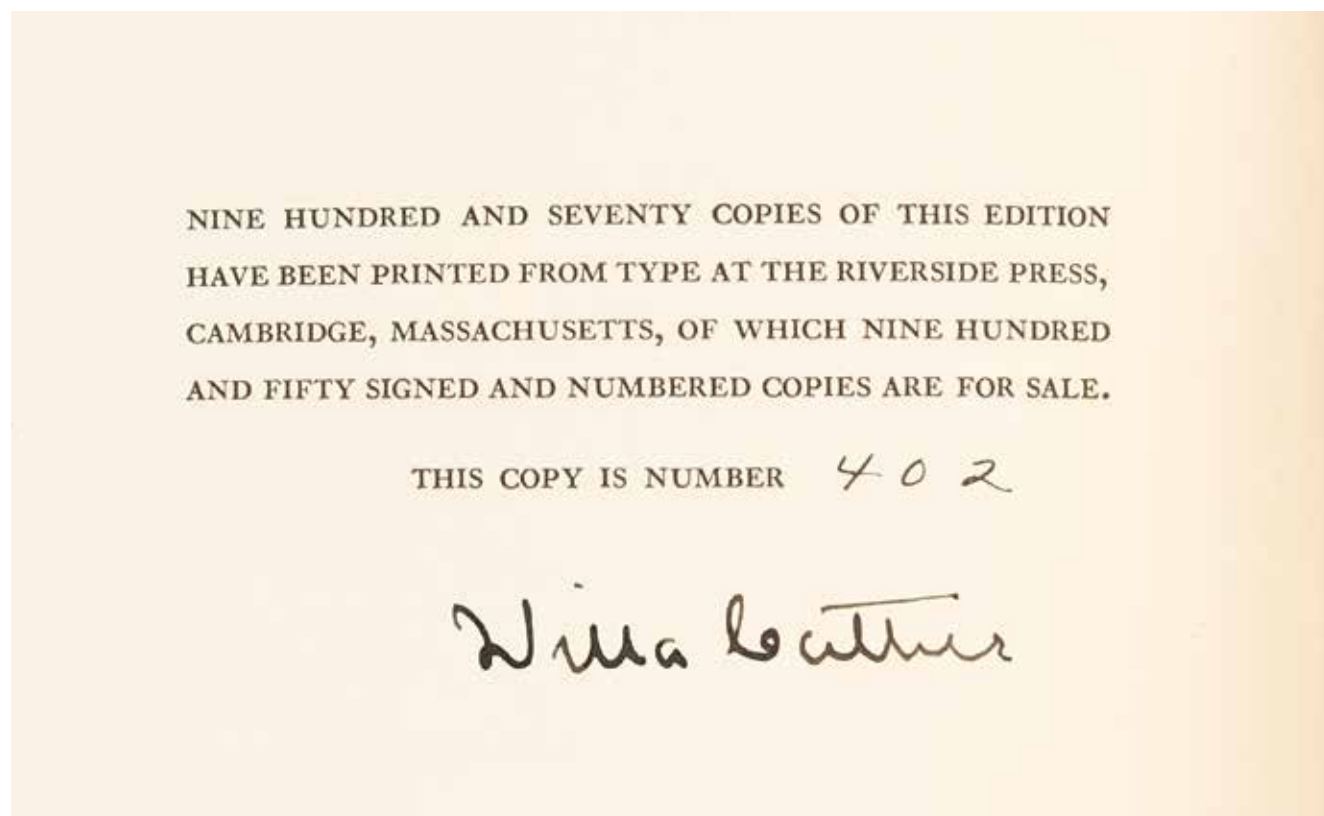 NINE HUNDRED AND SEVENTY COPIES OF THIS EDITION
HAVE BEEN PRINTED FROM TYPE AT THE RIVERSIDE PRESS,
CAMBRIDGE, MASSACHUSETTS, OF WHICH NINE HUNDRED
AND FIFTY SIGNED AND NUMBERED COPIES ARE FOR SALE.
THIS COPY IS NUMBER 402
Willa Cather